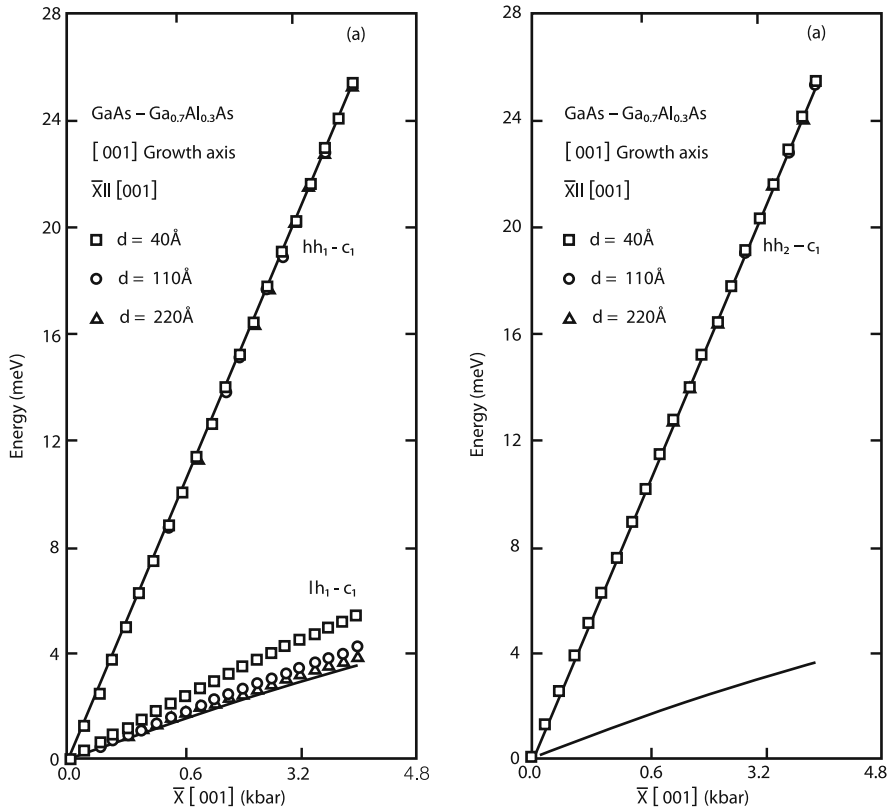 28
24
20
16
12
8
4
0
Energy (meV)
(a)
GaAs – Ga₀.₇Al₀.₃As
[001] Growth axis
X̅ II [001]
d = 40Å
d = 110Å
d = 220Å
hh₁ - c₁
lh₁ - c₁
0.0 0.6 3.2 4.8
X̅ [001] (kbar)
28
24
20
16
12
8
4
0
Energy (meV)
(a)
GaAs – Ga₀.₇Al₀.₃As
[001] Growth axis
X̅ II [001]
d = 40Å
d = 110Å
d = 220Å
hh₂ – c₁
0.0 0.6 3.2 4.8
X̅ [001] (kbar)